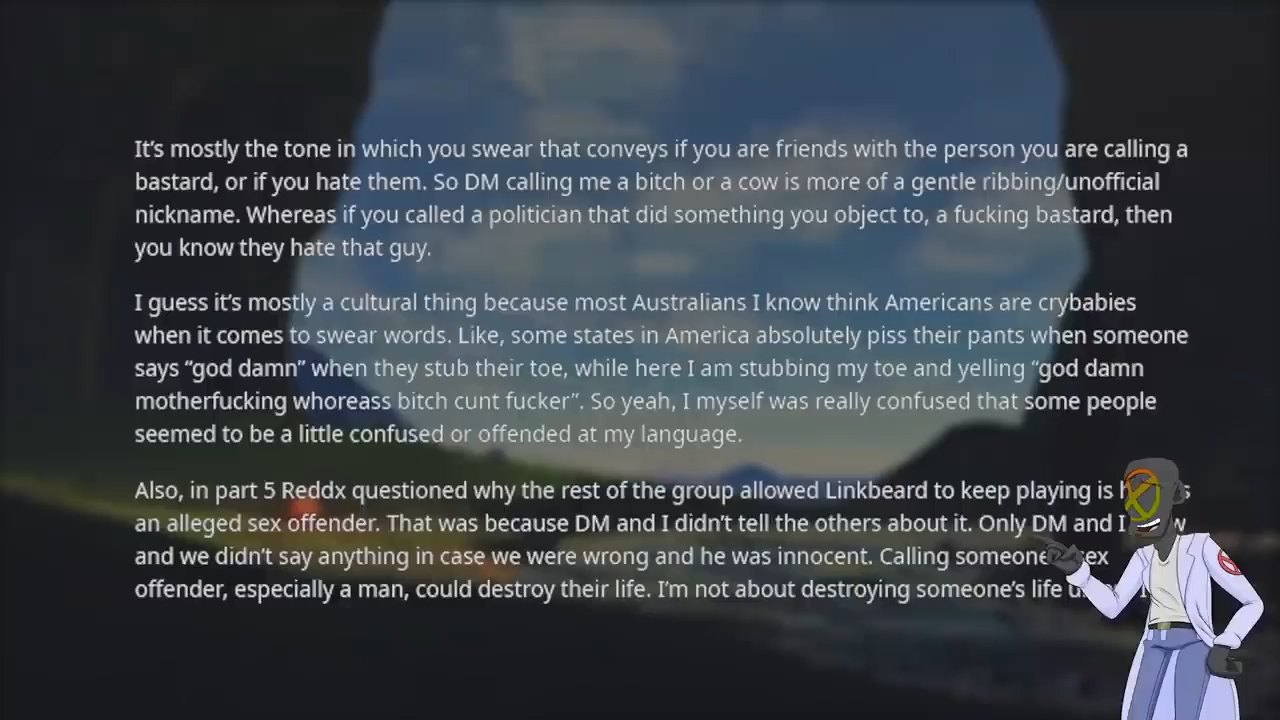 It's mostly the tone in which you swear that conveys if you are friends with the person you are calling a
bastard, or if you hate them. So DM calling me a bitch or a cow is more of a gentle ribbing/unofficial
nickname. Whereas if you called a politician that did something you object to, a fucking bastard, then
you know they hate that guy.
I guess it's mostly a cultural thing because most Australians I know think Americans are crybabies
when it comes to swear words. Like, some states in America absolutely piss their pants when someone
says “god damn” when they stub their toe, while here I am stubbing my toe and yelling “god damn
motherfucking whoreass bitch cunt fucker”. So yeah, I myself was really confused that some people
seemed to be a little confused or offended at my language.
Also, in part 5 Reddx questioned why the rest of the group allowed Linkbeard to keep playing is
an alleged sex offender. That was because DM and I didn't tell the others about it. Only DM and I
and we didn't say anything in case we were wrong and he was innocent. Calling someone sex
offender, especially a man, could destroy their life. I'm not about destroying someone's life